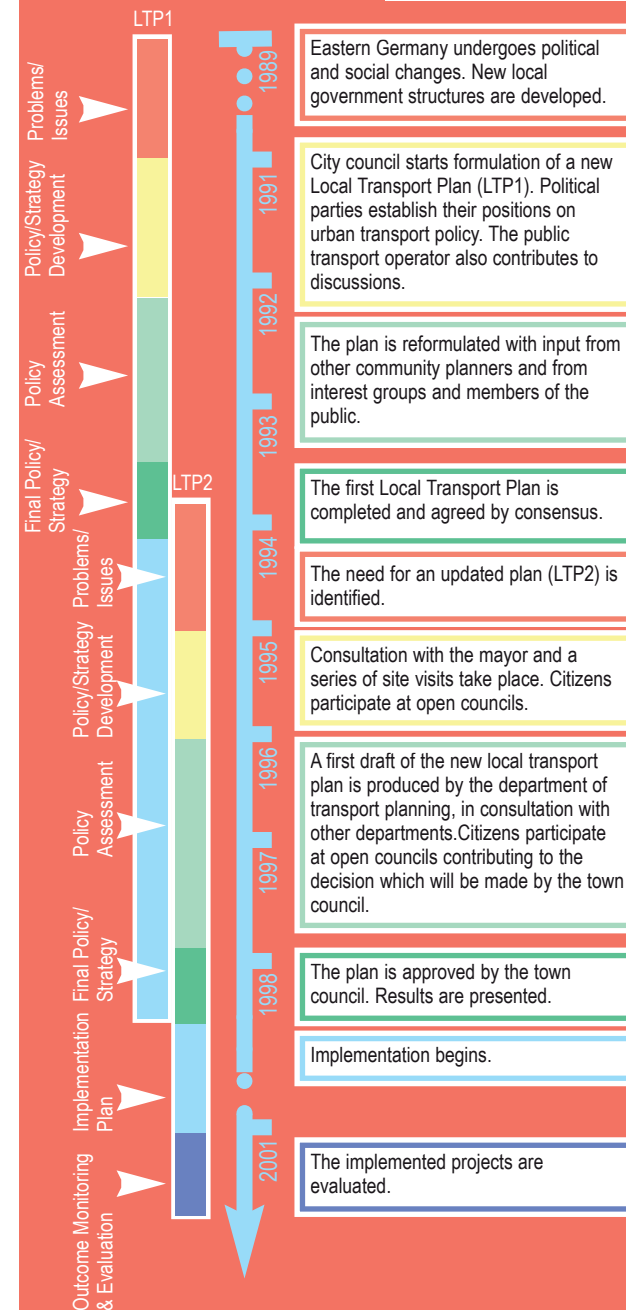 LTP1
Problems/
Issues
Policy/Strategy
Development
Policy
Assessment
Final Policy/
Strategy
LTP2
Problems/
Issues
Policy/Strategy
Development
Policy
Assessment
Final Policy/
Strategy
Implementation
Plan
Outcome Monitoring
& Evaluation
1989
1991
1992
1993
1994
1995
1996
1997
1998
2001
Eastern Germany undergoes political
and social changes. New local
government structures are developed.
City council starts formulation of a new
Local Transport Plan (LTP1). Political
parties establish their positions on
urban transport policy. The public
transport operator also contributes to
discussions.
The plan is reformulated with input from
other community planners and from
interest groups and members of the
public.
The first Local Transport Plan is
completed and agreed by consensus.
The need for an updated plan (LTP2) is
identified.
Consultation with the mayor and a
series of site visits take place. Citizens
participate at open councils.
A first draft of the new local transport
plan is produced by the department of
transport planning, in consultation with
other departments.Citizens participate
at open councils contributing to the
decision which will be made by the town
council.
The plan is approved by the town
council. Results are presented.
Implementation begins.
The implemented projects are
evaluated.